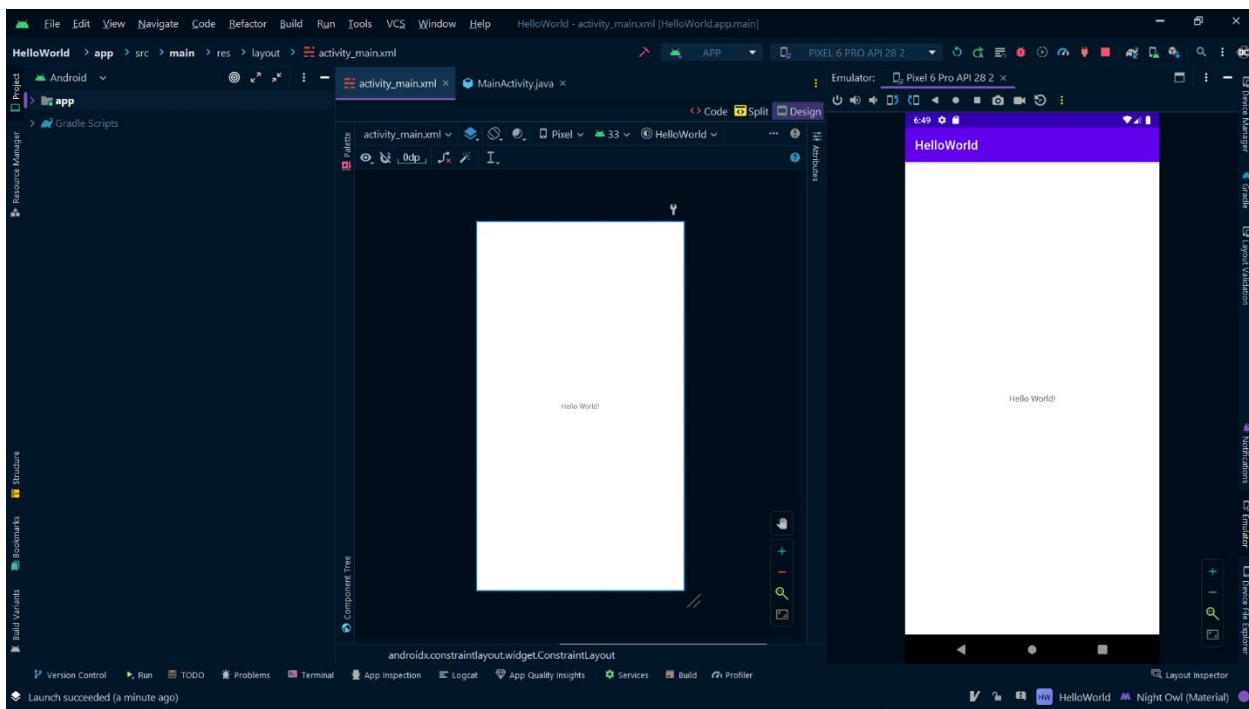 File Edit View Navigate Code Refactor Build Run Tools VCS Window Help HelloWorld - activity_main.xml [HelloWorld.app.main]
HelloWorld > app > src > main > res > layout > activity_main.xml APP PIXEL 6 PRO API 28 2
Android
app
Gradle Scripts
Project
Resource Manager
Structure
Bookmarks
Build Variants
activity_main.xml MainActivity.java
Code Split Design
activity_main.xml Pixel 33 HelloWorld
0dp
Palette
Attributes
Hello World!
Component Tree
androidx.constraintlayout.widget.ConstraintLayout
Emulator: Pixel 6 Pro API 28 2
6:49
HelloWorld
Hello World!
Device Manager
Gradle
Layout Validation
Notifications
Emulator
Device File Explorer
Version Control Run TODO Problems Terminal App Inspection Logcat App Quality Insights Services Build Profiler Layout Inspector
Launch succeeded (a minute ago) HW HelloWorld Night Owl (Material)